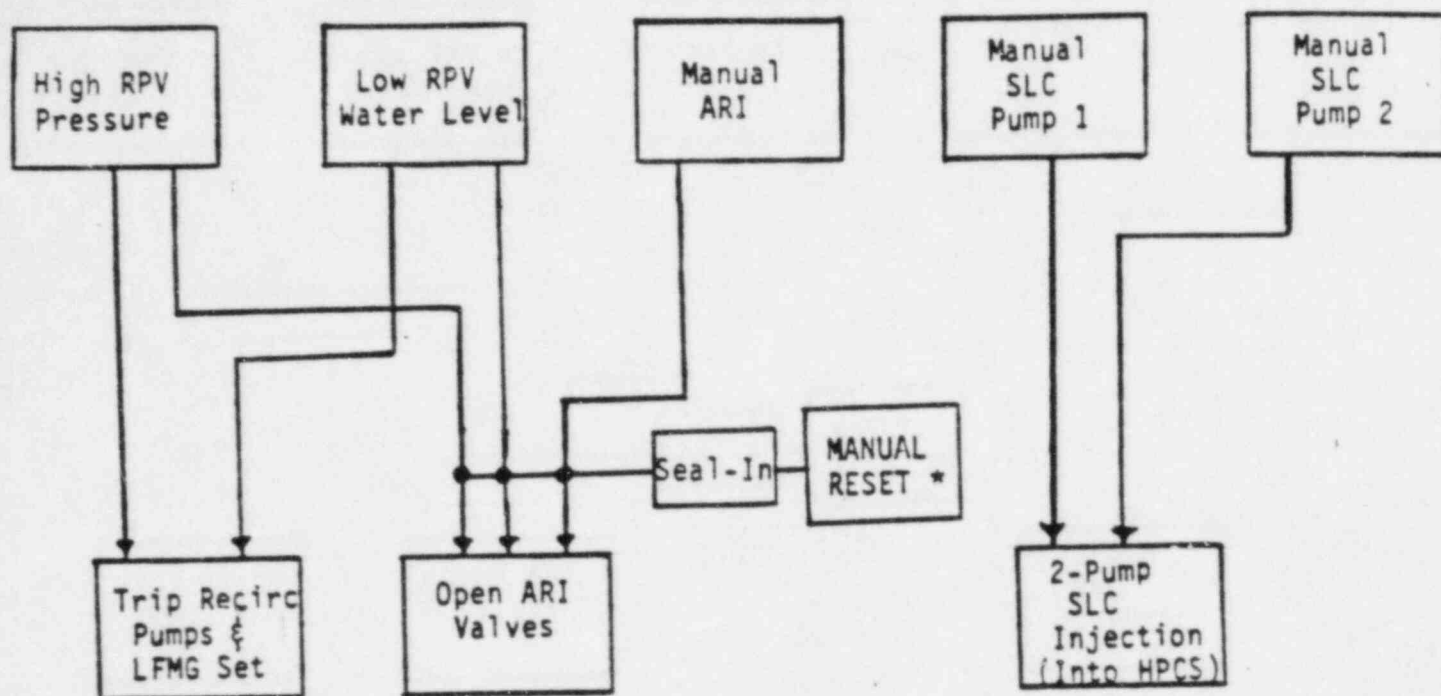 High RPV
Pressure
Low RPV
Water Level
Manual
ARI
Manual
SLC
Pump 1
Manual
SLC
Pump 2
Seal-In
MANUAL
RESET *
Trip Recirc
Pumps &
LFMG Set
Open ARI
Valves
2-Pump
SLC
Injection
(Into HPCS)